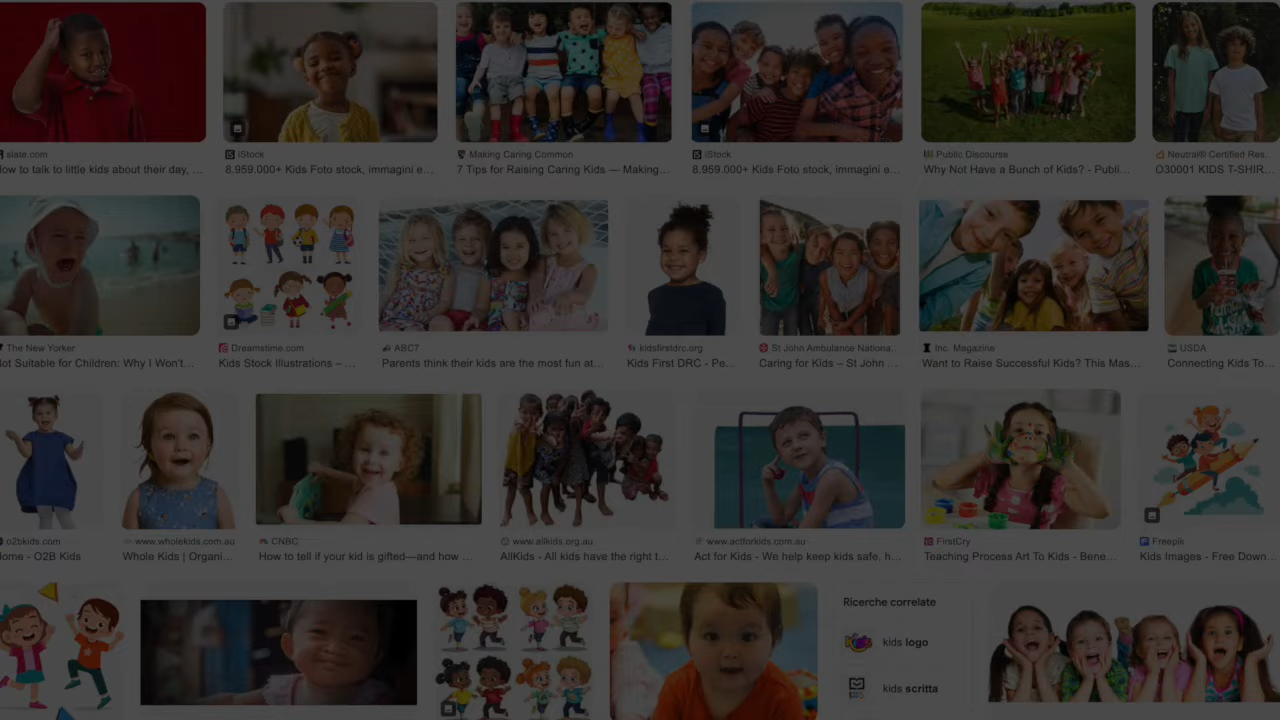 slate.com
iStock
Making Caring Common
iStock
Public Discourse
Neutral® Certified Res...
ow to talk to little kids about their day, ...
8.959.000+ Kids Foto stock, immagini e...
7 Tips for Raising Caring Kids — Making...
8.959.000+ Kids Foto stock, immagini e...
Why Not Have a Bunch of Kids? - Publi...
O30001 KIDS T-SHIR...
The New Yorker
Dreamstime.com
ABC7
kidsfirstdrc.org
St John Ambulance Nationa...
Inc. Magazine
USDA
ot Suitable for Children: Why I Won't...
Kids Stock Illustrations – ...
Parents think their kids are the most fun at...
Kids First DRC - Pe...
Caring for Kids – St John ...
Want to Raise Successful Kids? This Mas...
Connecting Kids To...
o2bkids.com
www.wholekids.com.au
CNBC
www.allkids.org.au
www.actforkids.com.au
FirstCry
Freepik
ome - O2B Kids
Whole Kids | Organi...
How to tell if your kid is gifted—and how ...
AllKids - All kids have the right t...
Act for Kids - We help keep kids safe, h...
Teaching Process Art To Kids - Bene...
Kids Images - Free Down...
Ricerche correlate
kids logo
kids scritta